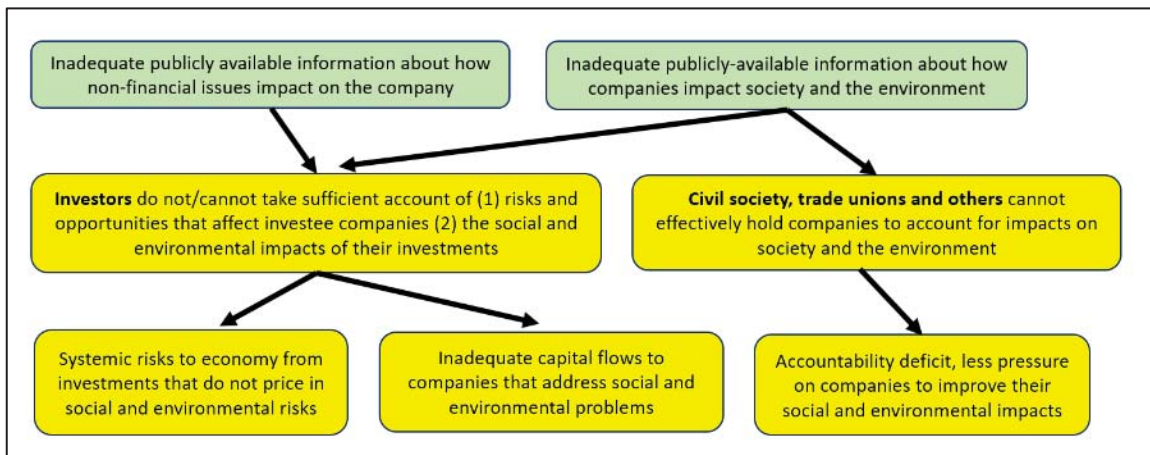 Inadequate publicly available information about how
non-financial issues impact on the company
Inadequate publicly-available information about how
companies impact society and the environment
Investors do not/cannot take sufficient account of (1) risks and
opportunities that affect investee companies (2) the social and
environmental impacts of their investments
Civil society, trade unions and others cannot
effectively hold companies to account for impacts on
society and the environment
Systemic risks to economy from
investments that do not price in
social and environmental risks
Inadequate capital flows to
companies that address social and
environmental problems
Accountability deficit, less pressure
on companies to improve their
social and environmental impacts